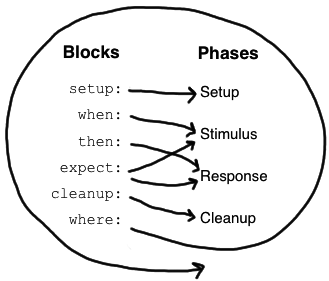 Blocks Phases
setup: Setup
when:
Stimulus
then:
expect: Response
cleanup:
Cleanup
where: